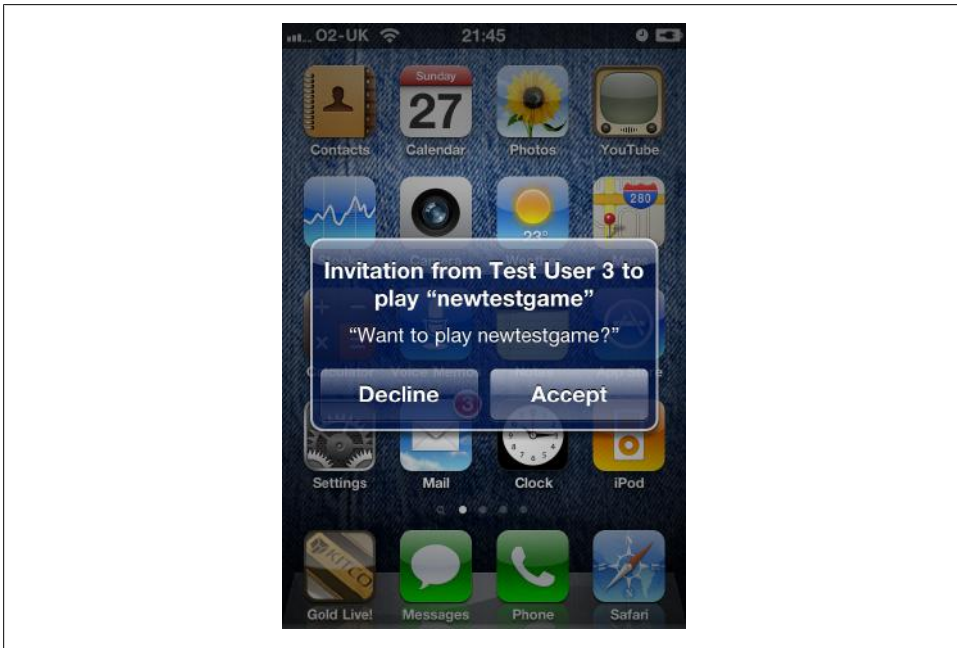 O2-UK 21:45
Sunday
27
280
Contacts Calendar Photos YouTube
23°
Invitation from Test User 3 to
play “newtestgame”
“Want to play newtestgame?”
Decline Accept
3
Settings Mail Clock iPod
KITCO
Gold Live! Messages Phone Safari